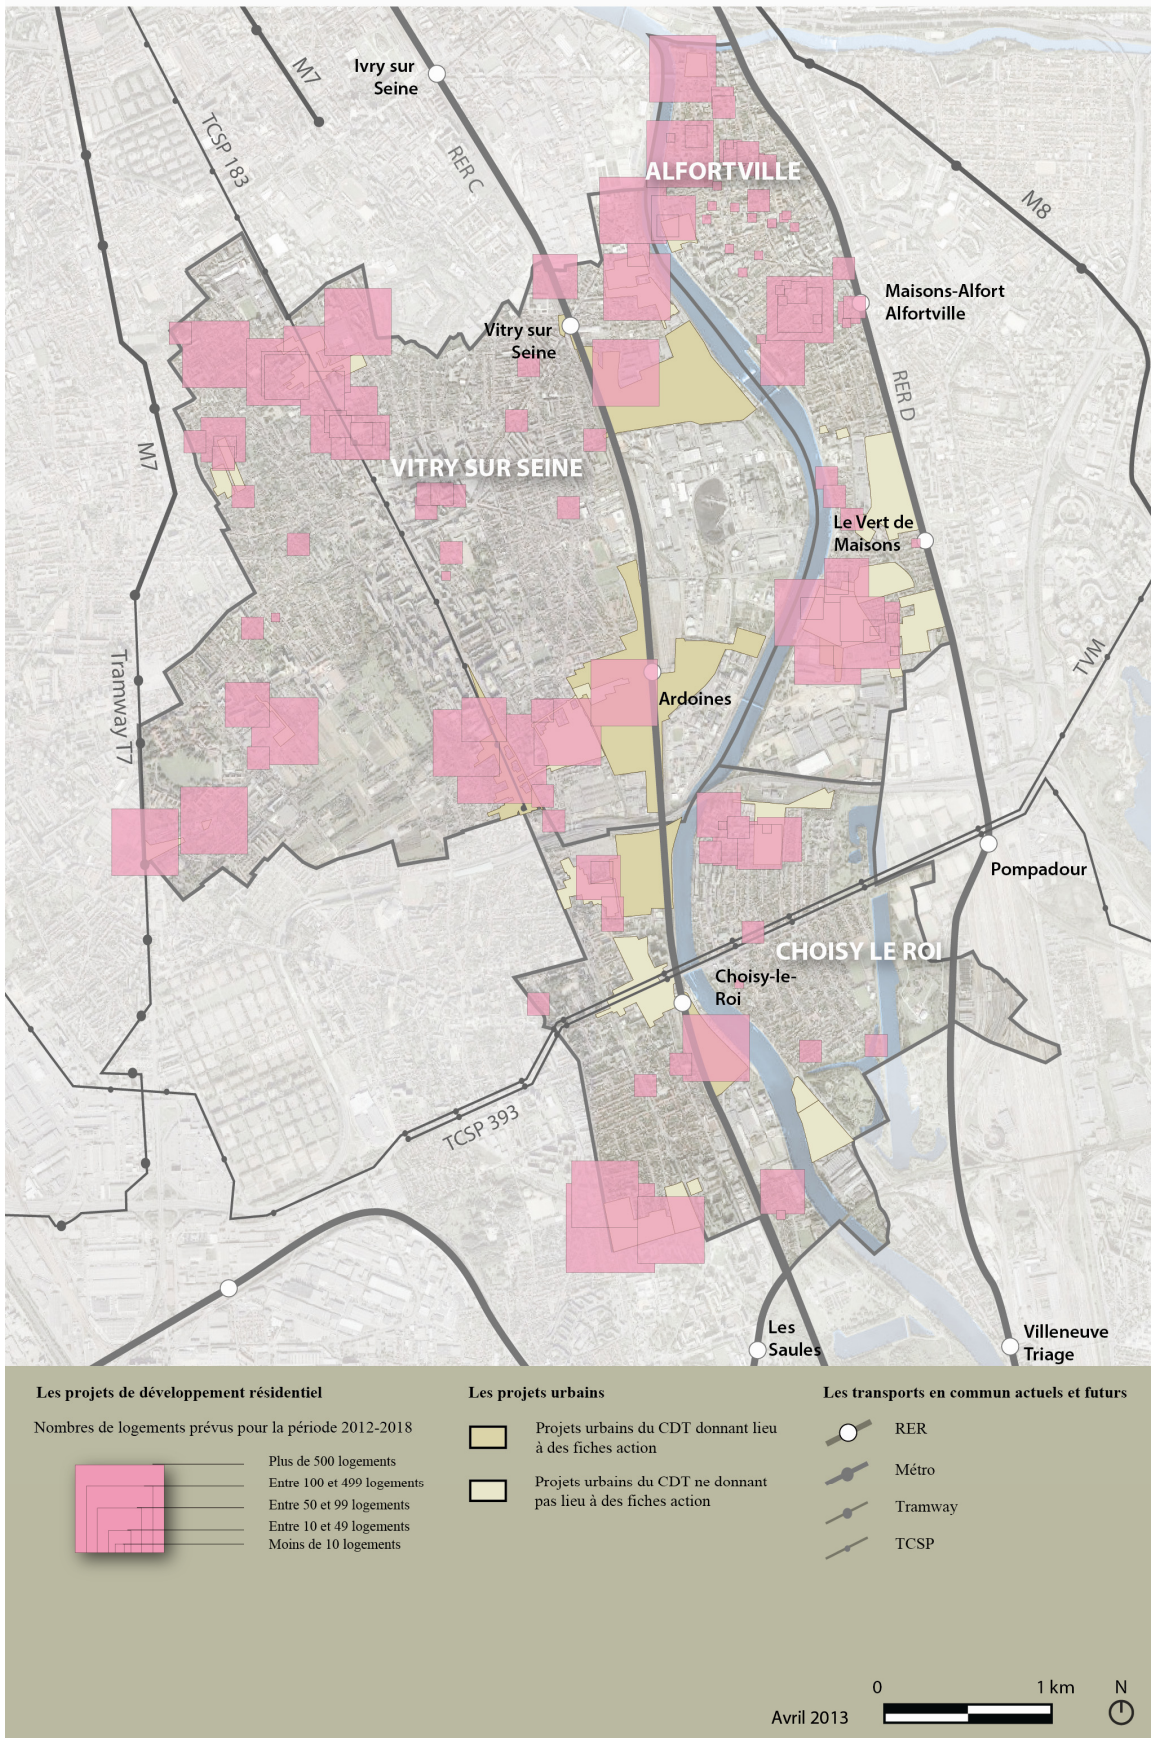 M7
Ivry sur
Seine
TCSP 183
RER C
ALFORTVILLE
M8
Maisons-Alfort
Alfortville
Vitry sur
Seine
RER D
M7
VITRY SUR SEINE
Le Vert de
Maisons
TVM
Tramway T7
Ardoines
Pompadour
CHOISY LE ROI
Choisy-le-
Roi
TCSP 393
Les
Saules
Villeneuve
Triage
Les projets de développement résidentiel
Nombres de logements prévus pour la période 2012-2018
Plus de 500 logements
Entre 100 et 499 logements
Entre 50 et 99 logements
Entre 10 et 49 logements
Moins de 10 logements
Les projets urbains
Projets urbains du CDT donnant lieu
à des fiches action
Projets urbains du CDT ne donnant
pas lieu à des fiches action
Les transports en commun actuels et futurs
RER
Métro
Tramway
TCSP
0 1 km N
Avril 2013